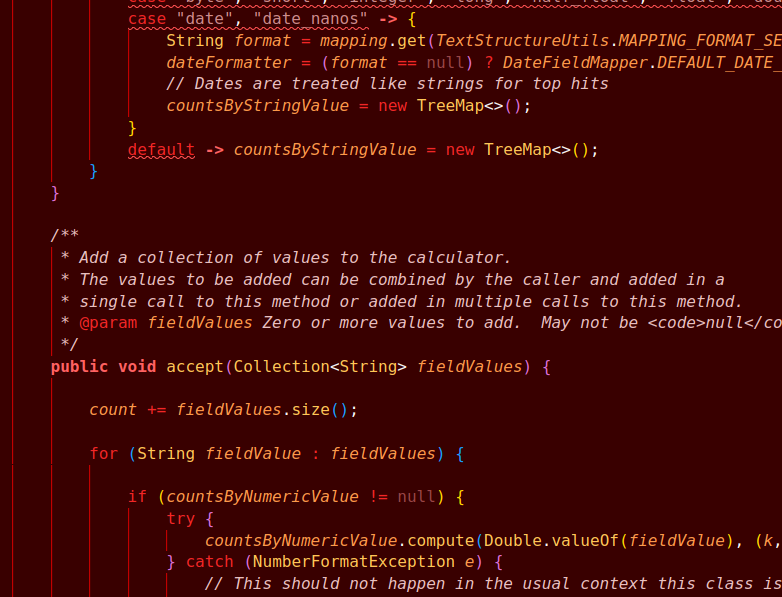 case "byte", "short", "integer", "long", "half_float", "float",
case "date", "date_nanos" -> {
String format = mapping.get(TextStructureUtils.MAPPING_FORMAT_SE
dateFormatter = (format == null) ? DateFieldMapper.DEFAULT_DATE_
// Dates are treated like strings for top hits
countsByStringValue = new TreeMap<>();
}
default -> countsByStringValue = new TreeMap<>();
}
}
/**
* Add a collection of values to the calculator.
* The values to be added can be combined by the caller and added in a
* single call to this method or added in multiple calls to this method.
* @param fieldValues Zero or more values to add.  May not be <code>null</co
*/
public void accept(Collection<String> fieldValues) {
count += fieldValues.size();
for (String fieldValue : fieldValues) {
if (countsByNumericValue != null) {
try {
countsByNumericValue.compute(Double.valueOf(fieldValue), (k,
} catch (NumberFormatException e) {
// This should not happen in the usual context this class is